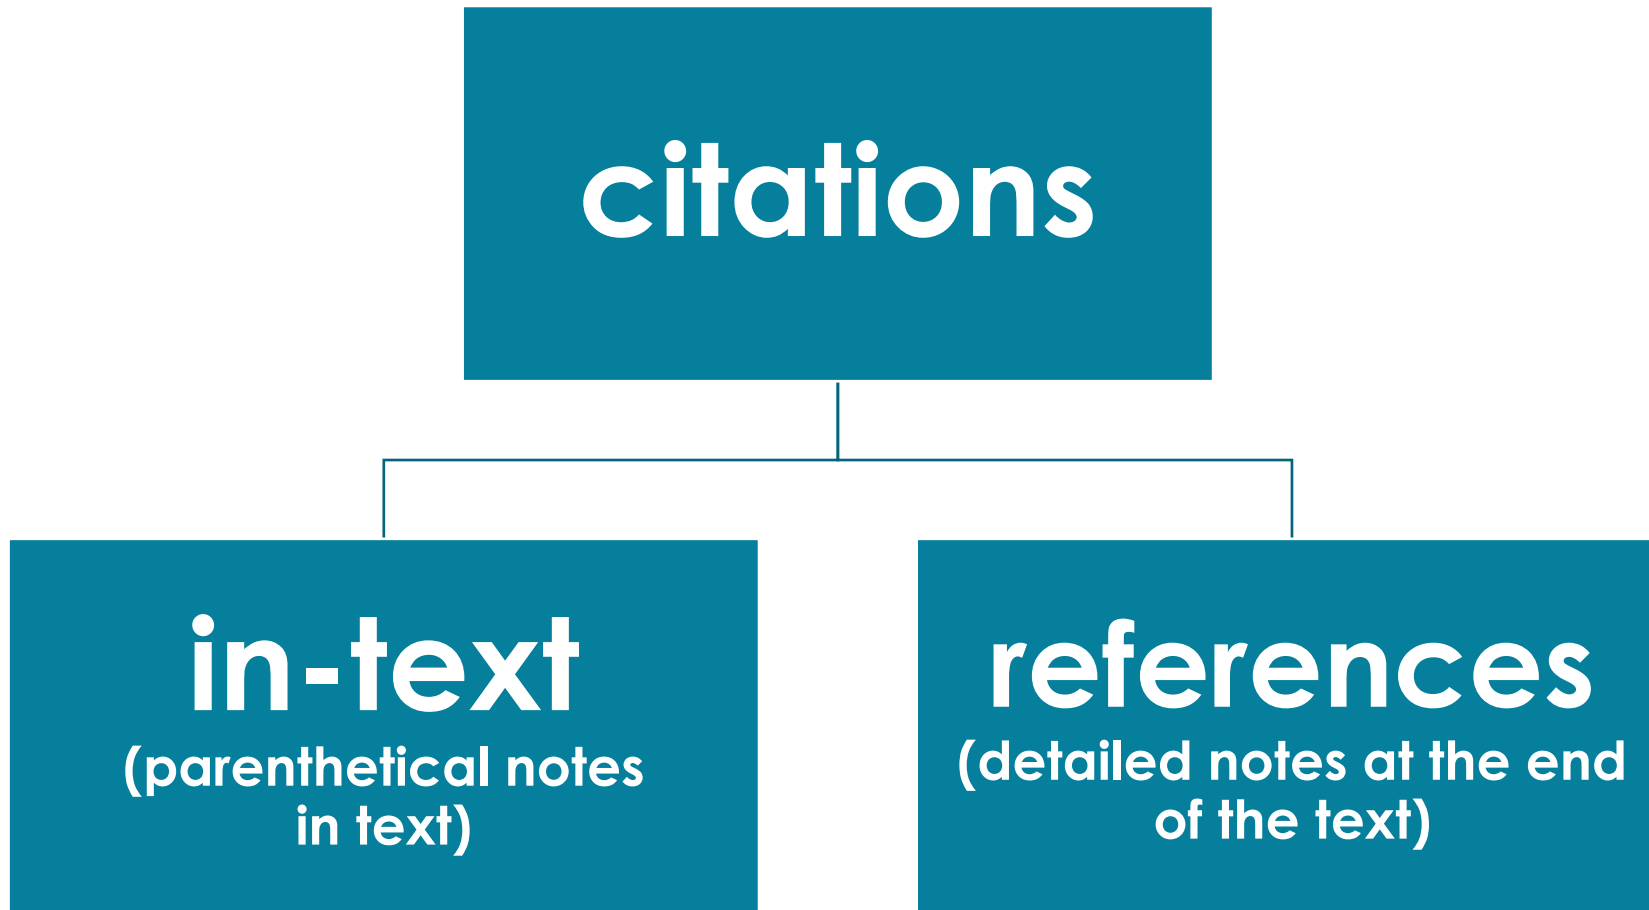 citations
in-text
(parenthetical notes
in text)
references
(detailed notes at the end
of the text)